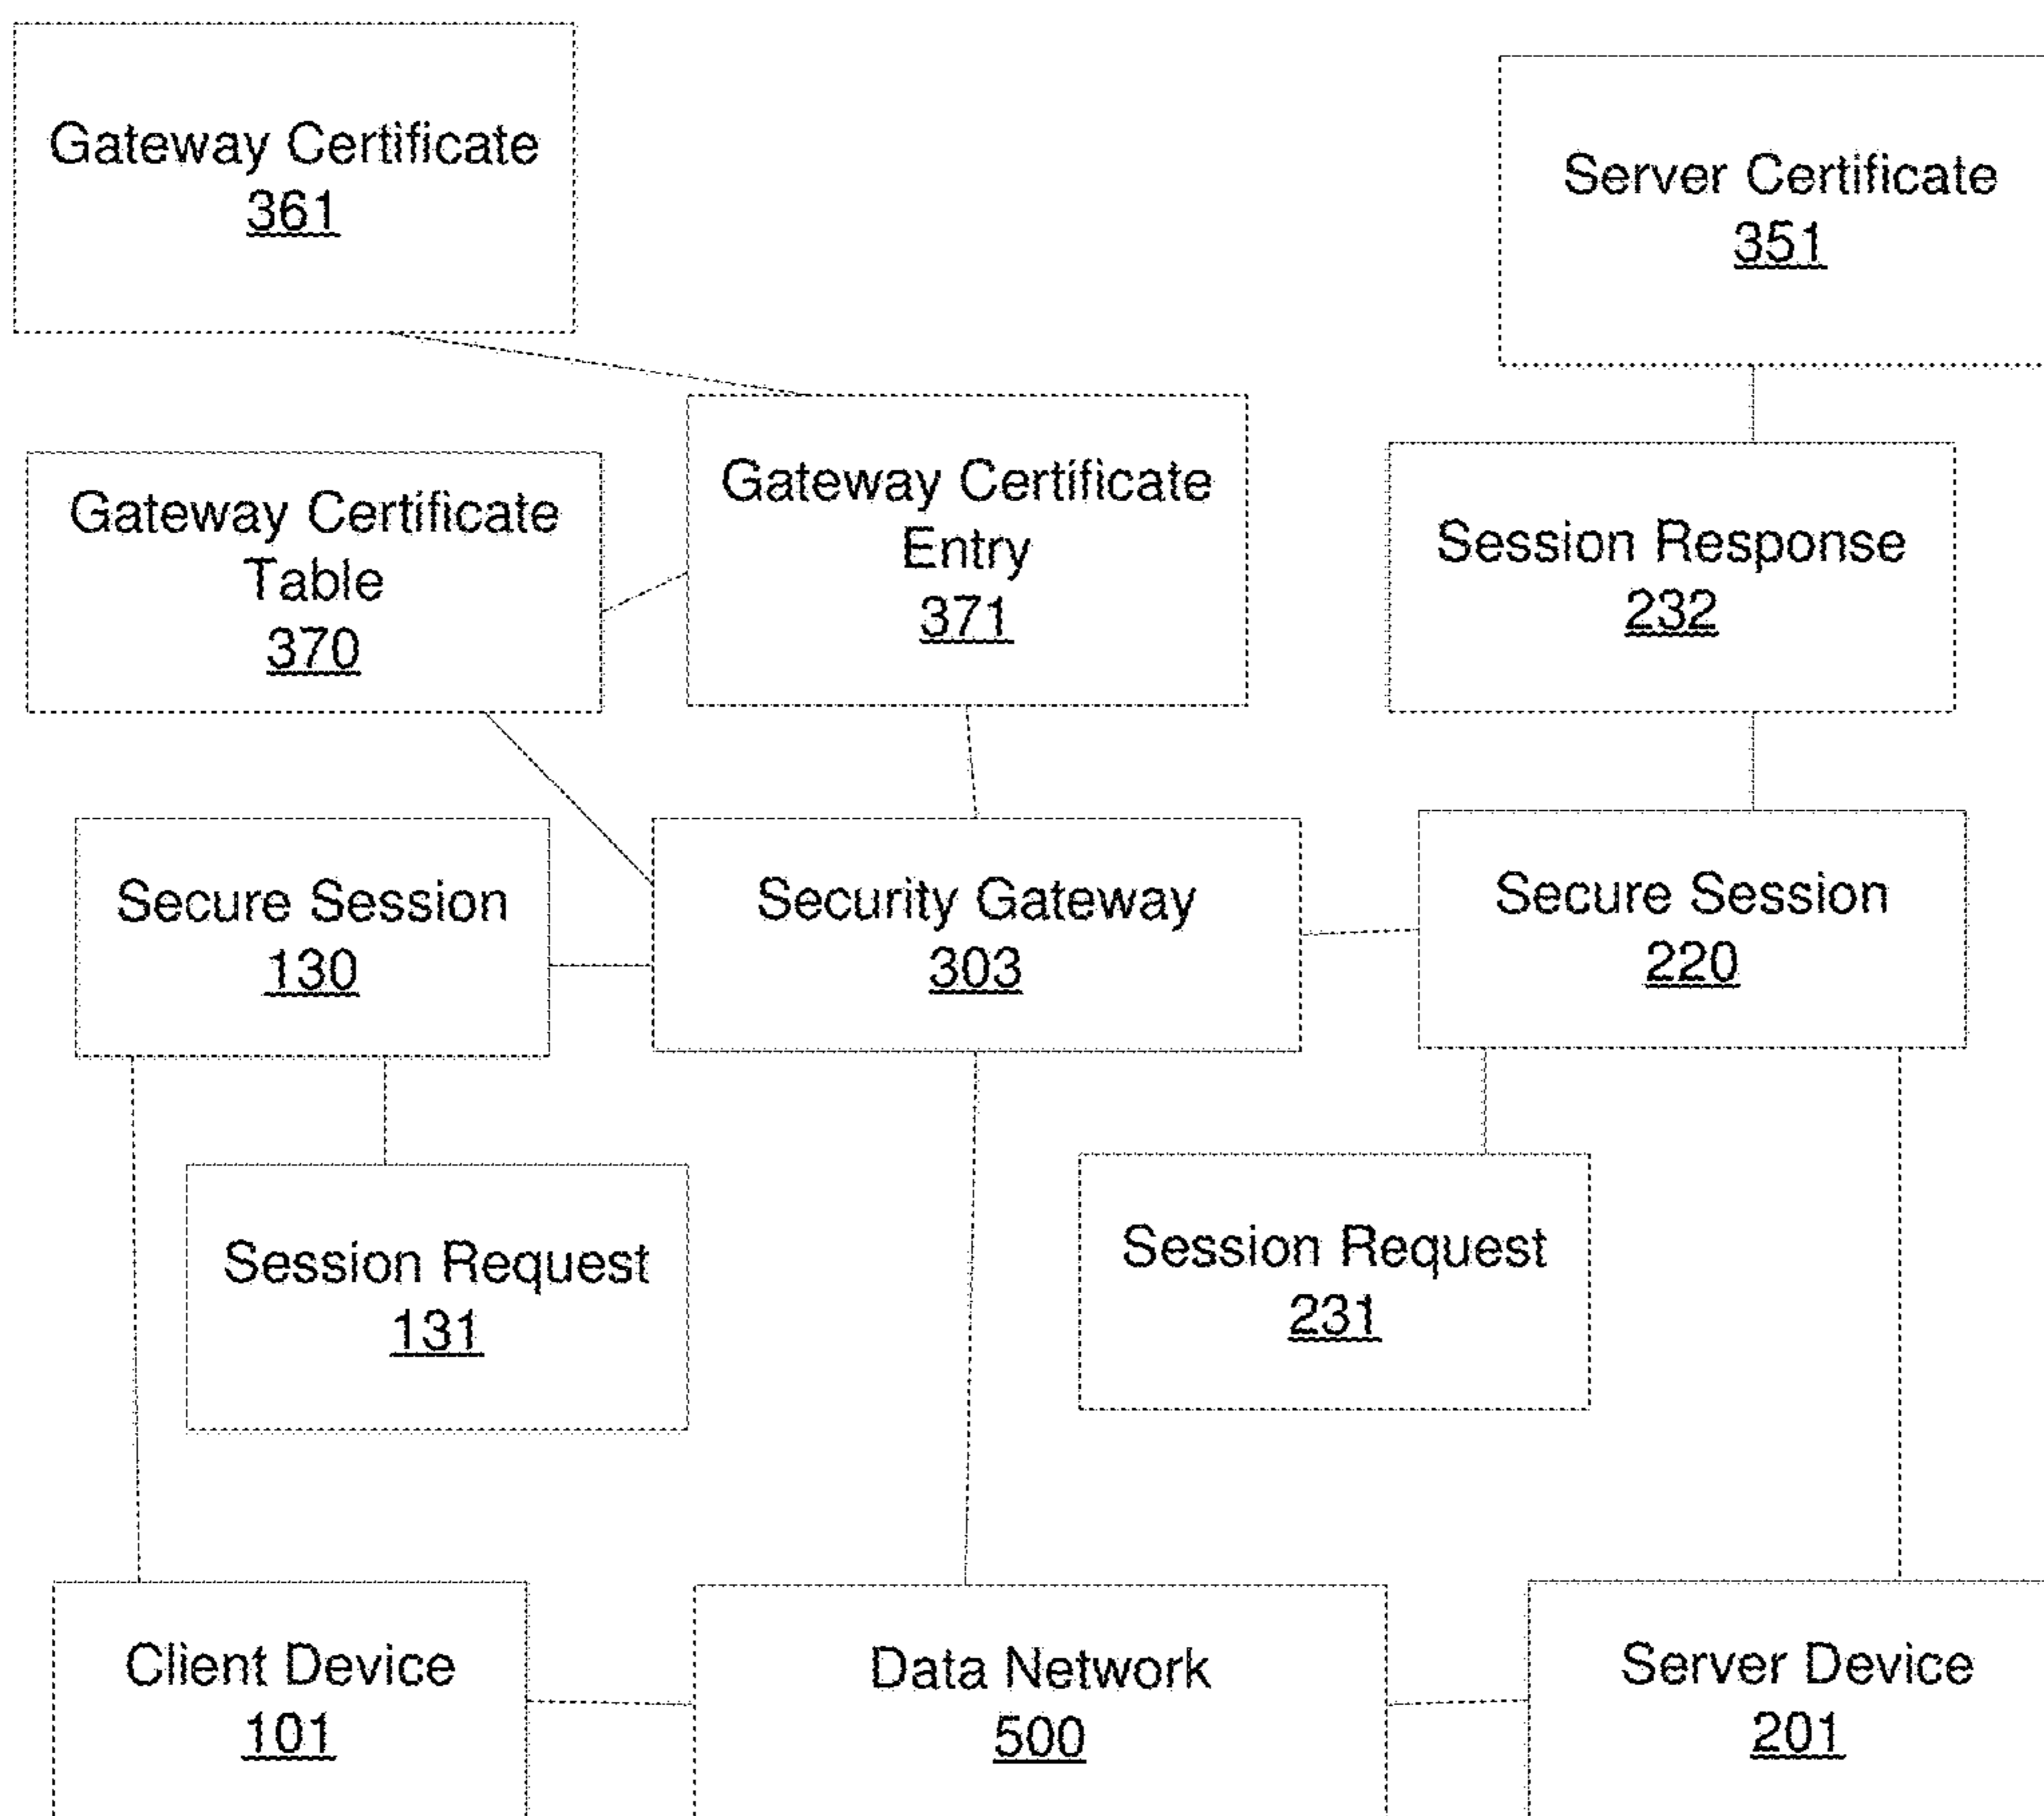 Gateway Certificate
361
Server Certificate
351
Gateway Certificate
Table
370
Gateway Certificate
Entry
371
Session Response
232
Secure Session
130
Security Gateway
303
Secure Session
220
Session Request
131
Session Request
231
Client Device
101
Data Network
500
Server Device
201